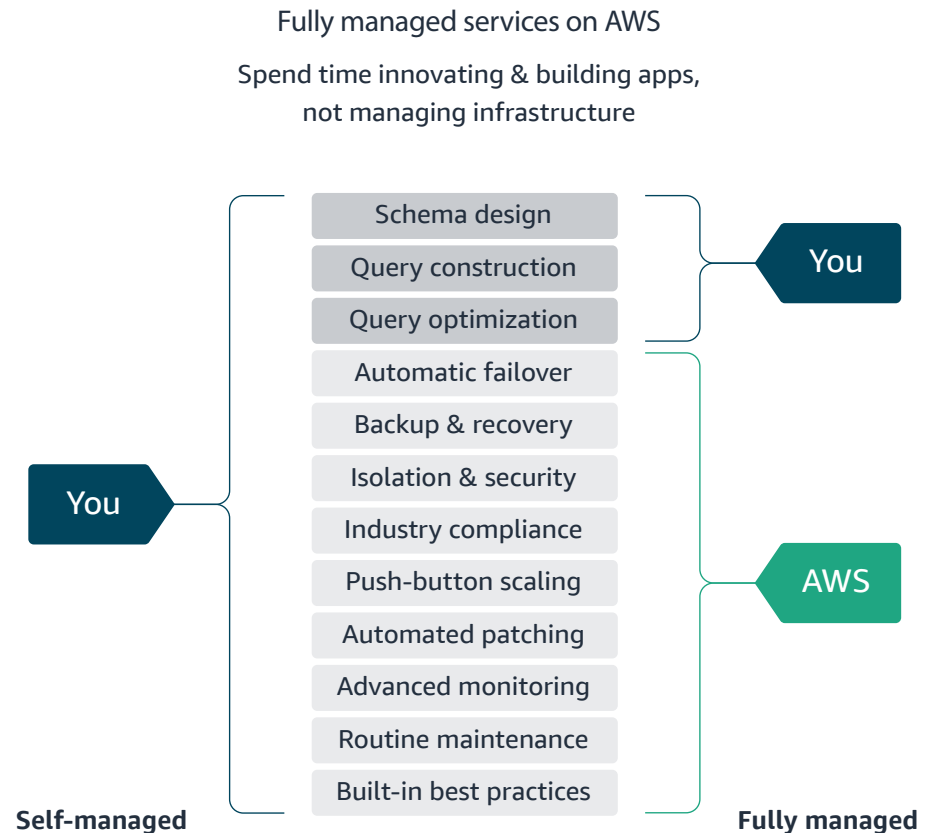 Fully managed services on AWS
Spend time innovating & building apps,
not managing infrastructure
Schema design
Query construction
Query optimization
Automatic failover
Backup & recovery
Isolation & security
Industry compliance
Push-button scaling
Automated patching
Advanced monitoring
Routine maintenance
Built-in best practices
You
You
AWS
Self-managed
Fully managed